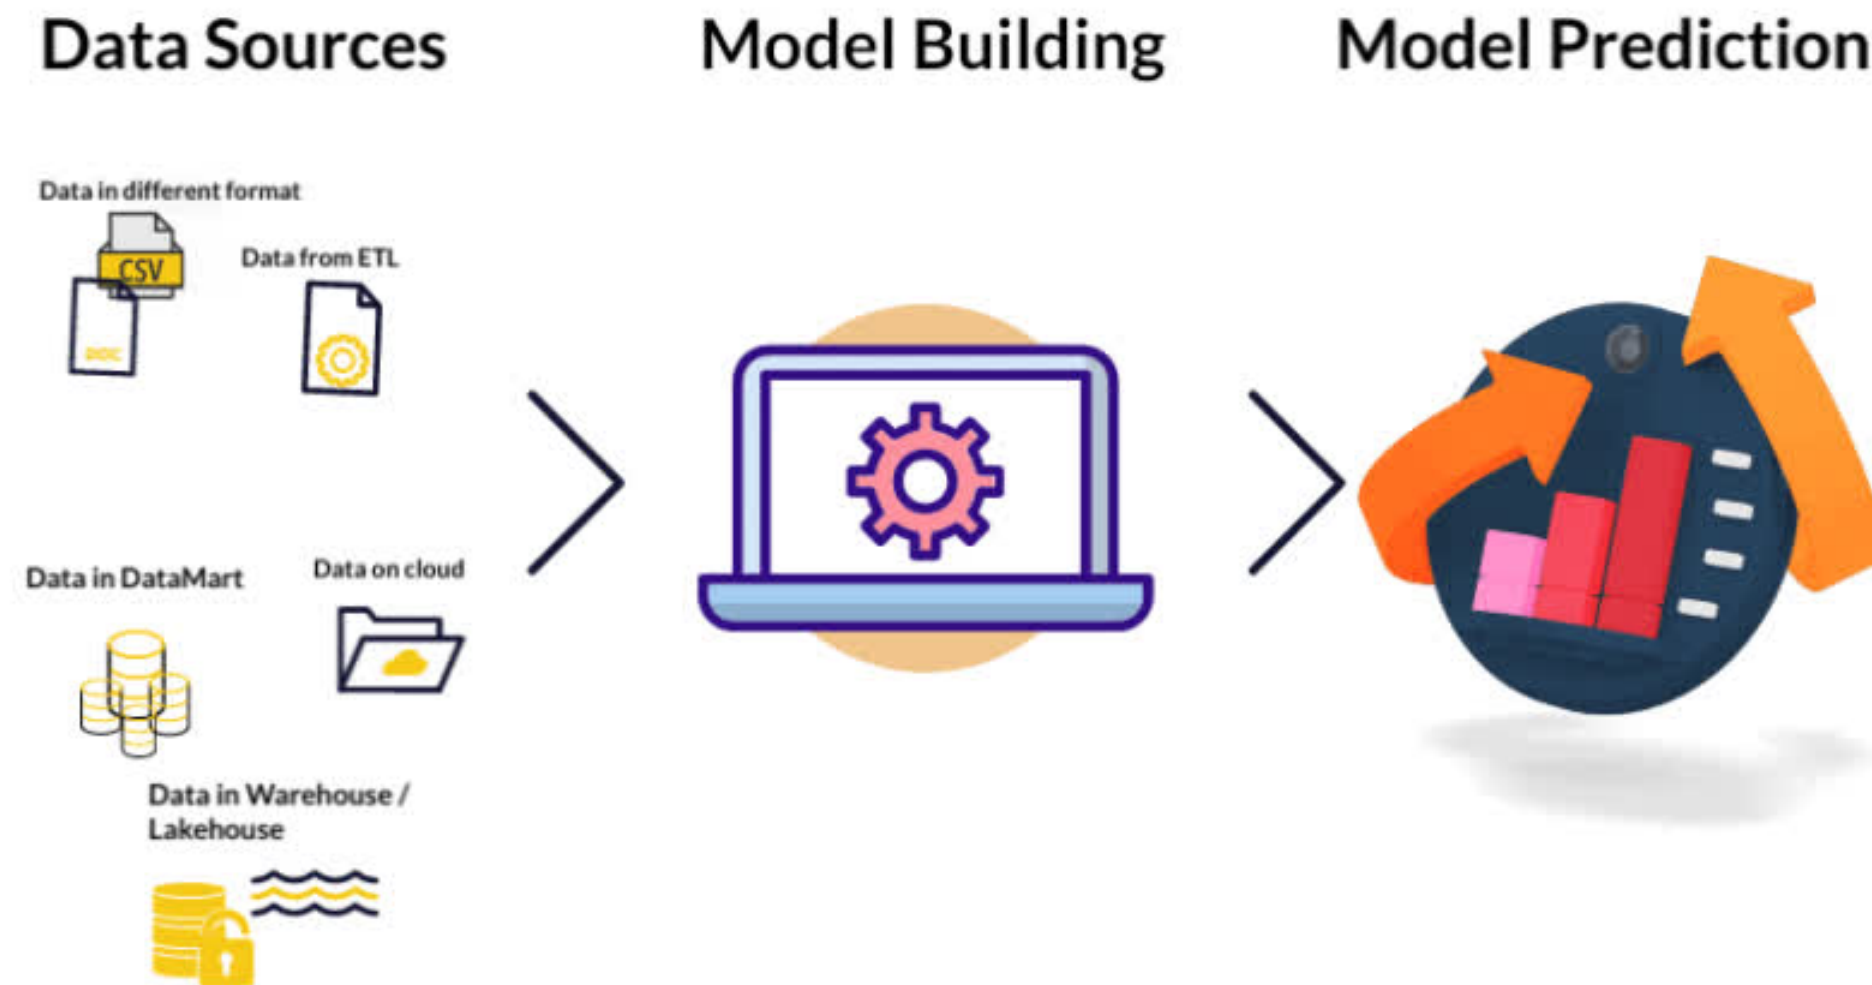 Data Sources
Model Building
Model Prediction
Data in different format
CSV
DOC
Data from ETL
Data in DataMart
Data on cloud
Data in Warehouse /
Lakehouse